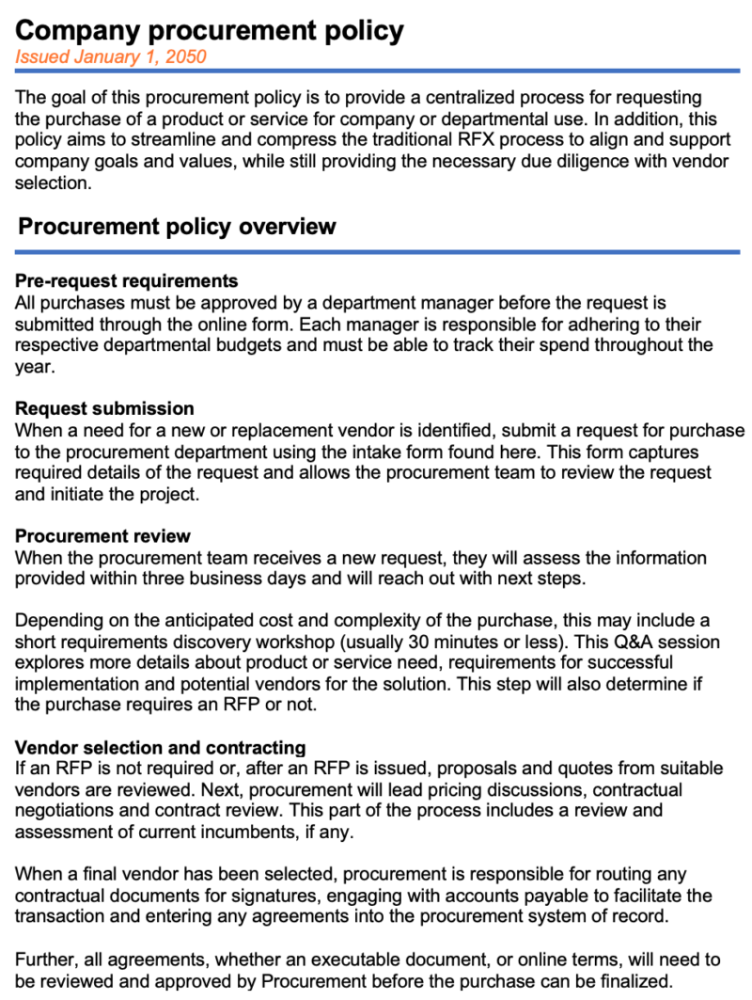 Company procurement policy
Issued January 1, 2050
The goal of this procurement policy is to provide a centralized process for requesting
the purchase of a product or service for company or departmental use. In addition, this
policy aims to streamline and compress the traditional RFX process to align and support
company goals and values, while still providing the necessary due diligence with vendor
selection.
Procurement policy overview
Pre-request requirements
All purchases must be approved by a department manager before the request is
submitted through the online form. Each manager is responsible for adhering to their
respective departmental budgets and must be able to track their spend throughout the
year.
Request submission
When a need for a new or replacement vendor is identified, submit a request for purchase
to the procurement department using the intake form found here. This form captures
required details of the request and allows the procurement team to review the request
and initiate the project.
Procurement review
When the procurement team receives a new request, they will assess the information
provided within three business days and will reach out with next steps.
Depending on the anticipated cost and complexity of the purchase, this may include a
short requirements discovery workshop (usually 30 minutes or less). This Q&A session
explores more details about product or service need, requirements for successful
implementation and potential vendors for the solution. This step will also determine if
the purchase requires an RFP or not.
Vendor selection and contracting
If an RFP is not required or, after an RFP is issued, proposals and quotes from suitable
vendors are reviewed. Next, procurement will lead pricing discussions, contractual
negotiations and contract review. This part of the process includes a review and
assessment of current incumbents, if any.
When a final vendor has been selected, procurement is responsible for routing any
contractual documents for signatures, engaging with accounts payable to facilitate the
transaction and entering any agreements into the procurement system of record.
Further, all agreements, whether an executable document, or online terms, will need to
be reviewed and approved by Procurement before the purchase can be finalized.